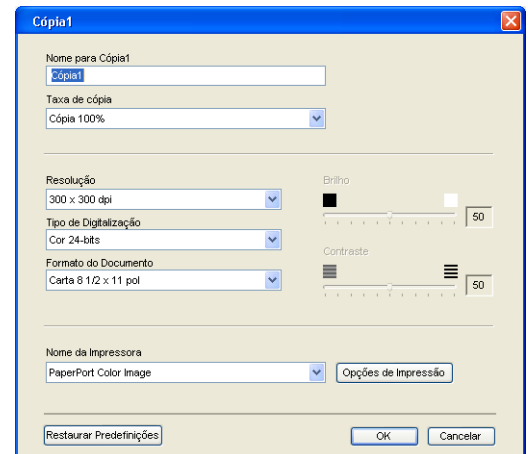 Cópia1
Nome para Cópia1
Cópia1
Taxa de cópia
Cópia 100%
Resolução
300 x 300 dpi
Tipo de Digitalização
Cor 24-bits
Formato do Documento
Carta 8 1/2 x 11 pol
Brilho
50
Contraste
50
Nome da Impressora
PaperPort Color Image
Opções de Impressão
Restaurar Predefinições
OK
Cancelar